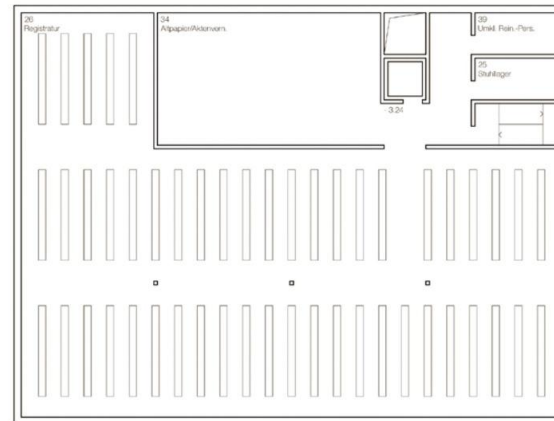 26
Registratur
34
Altpapier/Aktenvern.
39
Umkl. Rein.-Pers.
35
Stuhllager
- 3.24